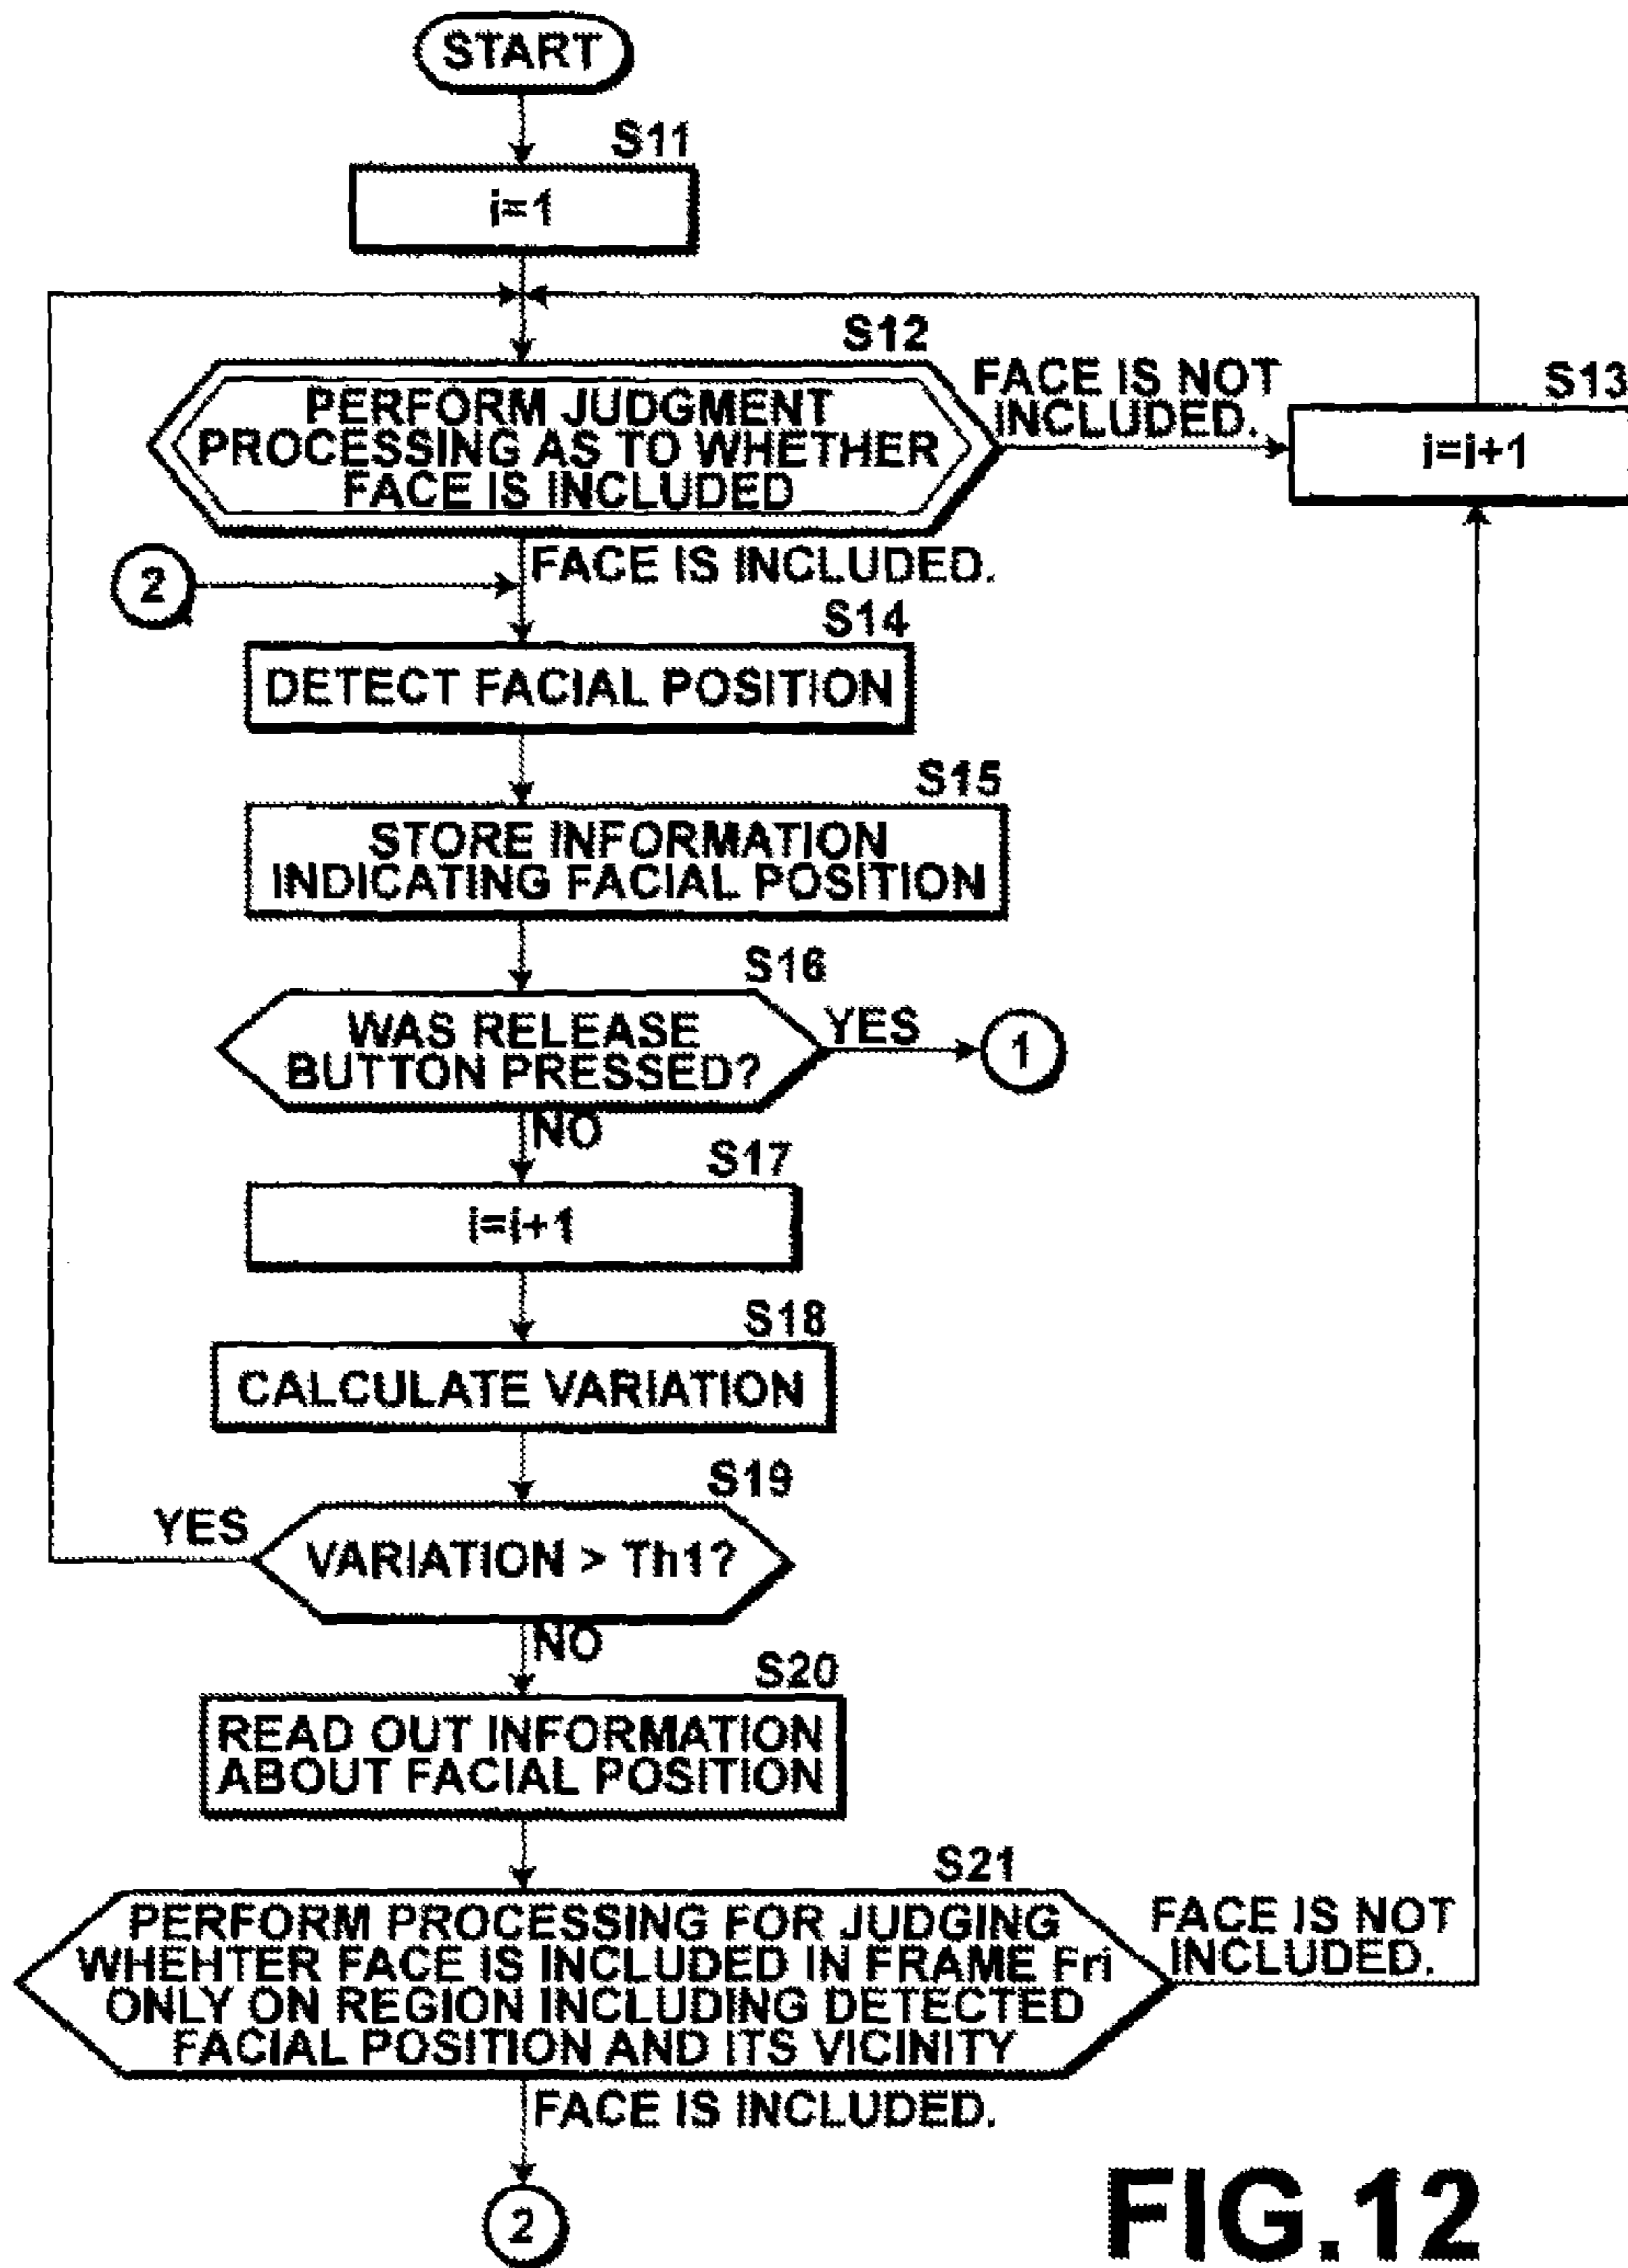 START
S11
i=1
S12
PERFORM JUDGMENT
PROCESSING AS TO WHETHER
FACE IS INCLUDED
FACE IS NOT
INCLUDED.
S13
i=i+1
FACE IS INCLUDED.
2
S14
DETECT FACIAL POSITION
S15
STORE INFORMATION
INDICATING FACIAL POSITION
S16
WAS RELEASE
BUTTON PRESSED?
YES
1
NO
S17
i=i+1
S18
CALCULATE VARIATION
S19
YES
VARIATION > Th1?
NO
S20
READ OUT INFORMATION
ABOUT FACIAL POSITION
S21
PERFORM PROCESSING FOR JUDGING
WHEHTER FACE IS INCLUDED IN FRAME Fri
ONLY ON REGION INCLUDING DETECTED
FACIAL POSITION AND ITS VICINITY
FACE IS NOT
INCLUDED.
FACE IS INCLUDED.
2
FIG.12